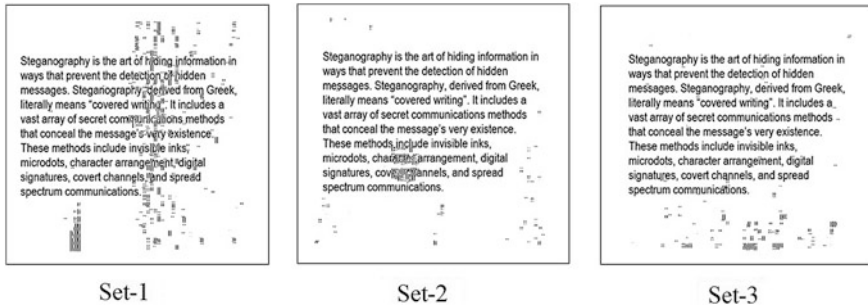 Steganography is the art of hiding information in
ways that prevent the detection of hidden
messages. Steganography, derived from Greek,
literally means “covered writing”. It includes a
vast array of secret communications methods
that conceal the message’s very existence.
These methods include invisible inks,
microdots, character arrangement, digital
signatures, covert channels, and spread
spectrum communications.
Set-1
Steganography is the art of hiding information in
ways that prevent the detection of hidden
messages. Steganography, derived from Greek,
literally means “covered writing”. It includes a
vast array of secret communications methods
that conceal the message’s very existence.
These methods include invisible inks,
microdots, character arrangement, digital
signatures, covert channels, and spread
spectrum communications.
Set-2
Steganography is the art of hiding information in
ways that prevent the detection of hidden
messages. Steganography, derived from Greek,
literally means “covered writing”. It includes a
vast array of secret communications methods
that conceal the message’s very existence.
These methods include invisible inks,
microdots, character arrangement, digital
signatures, covert channels, and spread
spectrum communications.
Set-3